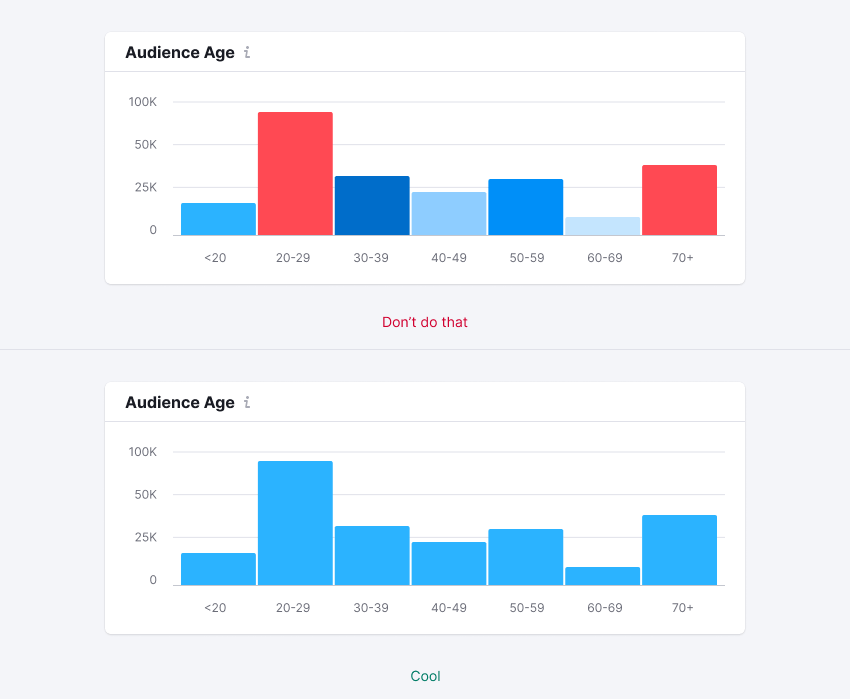 Audience Age i
100K
50K
25K
0
<20 20-29 30-39 40-49 50-59 60-69 70+
Don’t do that
Audience Age i
100K
50K
25K
0
<20 20-29 30-39 40-49 50-59 60-69 70+
Cool